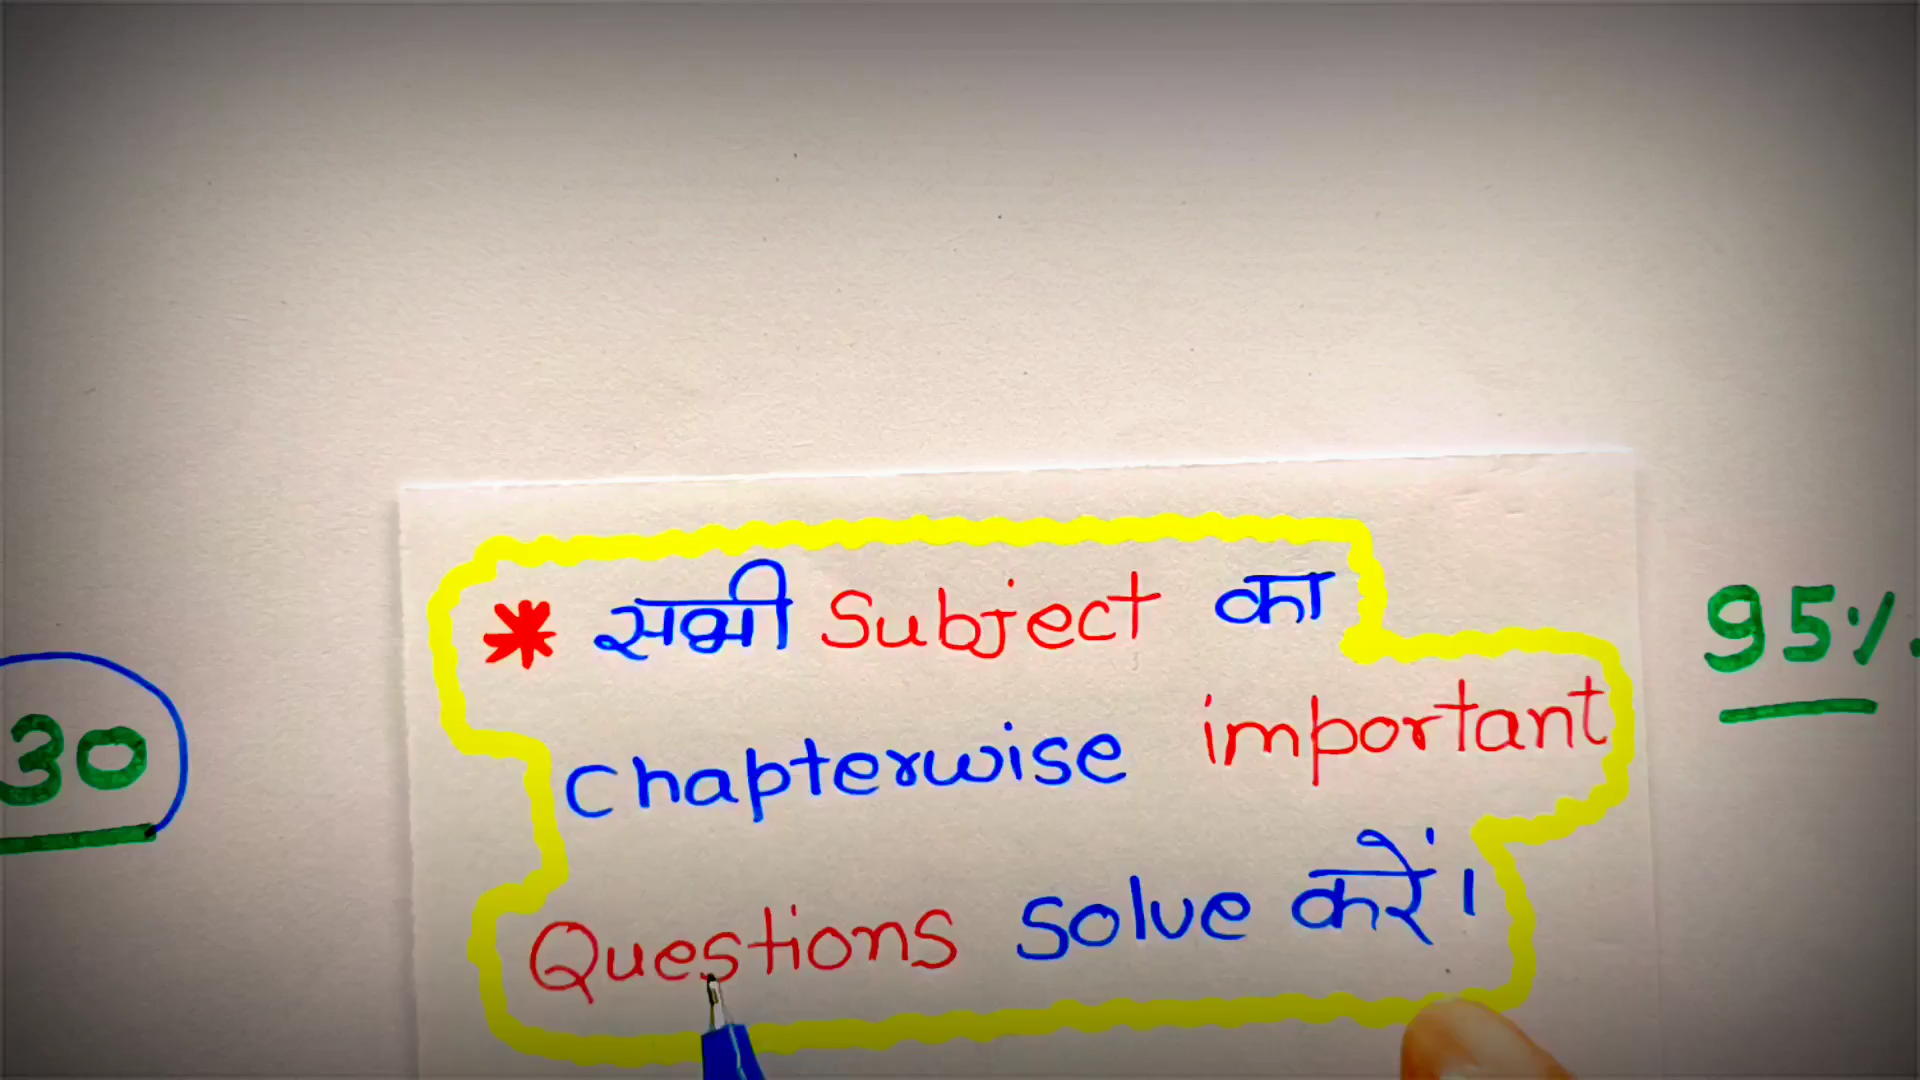 * सभी Subject का
Chapterwise important
Questions solve करें।
30
95%